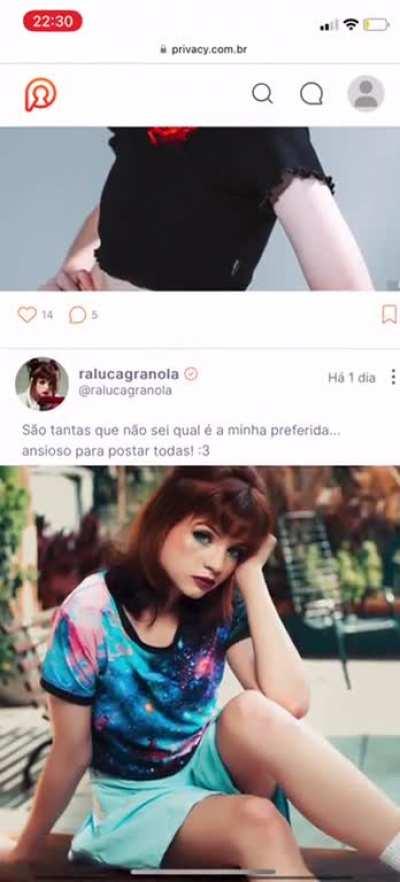 22:30
privacy.com.br
14
5
ralucagranola
Há 1 dia
@ralucagranola
São tantas que não sei qual é a minha preferida...
ansioso para postar todas! :3